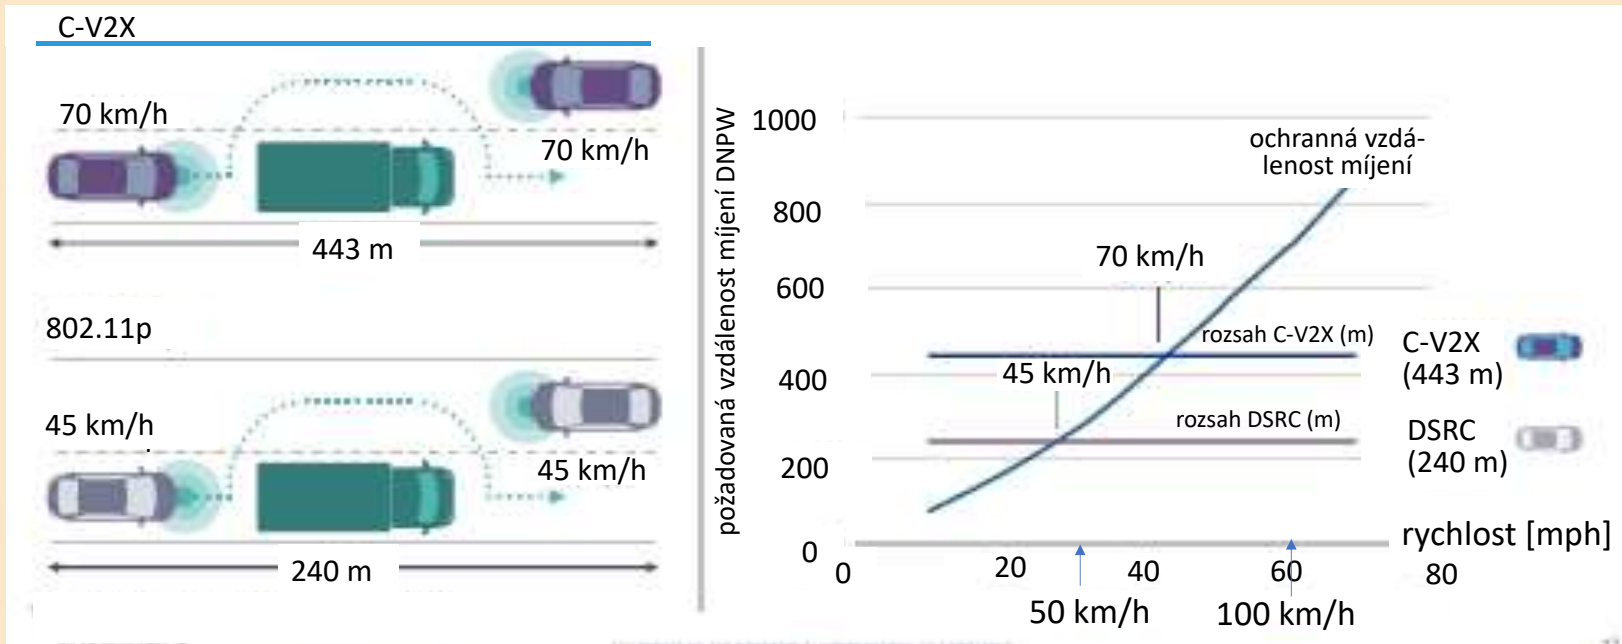 C-V2X
70 km/h
70 km/h
443 m
802.11p
45 km/h
45 km/h
240 m
požadovaná vzdálenost míjení DNPW
1000
800
600
400
200
0
0
20
40
60
80
ochranná vzdá-
lenost míjení
70 km/h
rozsah C-V2X (m)
45 km/h
rozsah DSRC (m)
C-V2X
(443 m)
DSRC
(240 m)
rychlost [mph]
50 km/h
100 km/h